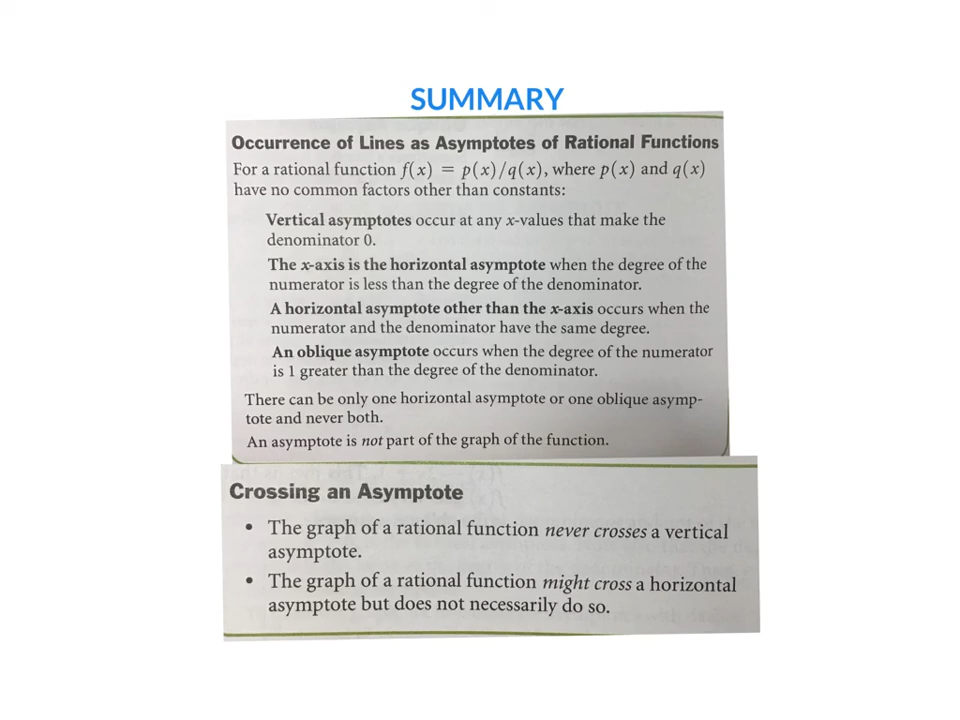 SUMMARY
Occurrence of Lines as Asymptotes of Rational Functions
For a rational function f(x) = p(x)/q(x), where p(x) and q(x)
have no common factors other than constants:
Vertical asymptotes occur at any x-values that make the
denominator 0.
The x-axis is the horizontal asymptote when the degree of the
numerator is less than the degree of the denominator.
A horizontal asymptote other than the x-axis occurs when the
numerator and the denominator have the same degree.
An oblique asymptote occurs when the degree of the numerator
is 1 greater than the degree of the denominator.
There can be only one horizontal asymptote or one oblique asymp-
tote and never both.
An asymptote is not part of the graph of the function.
Crossing an Asymptote
• The graph of a rational function never crosses a vertical
asymptote.
• The graph of a rational function might cross a horizontal
asymptote but does not necessarily do so.